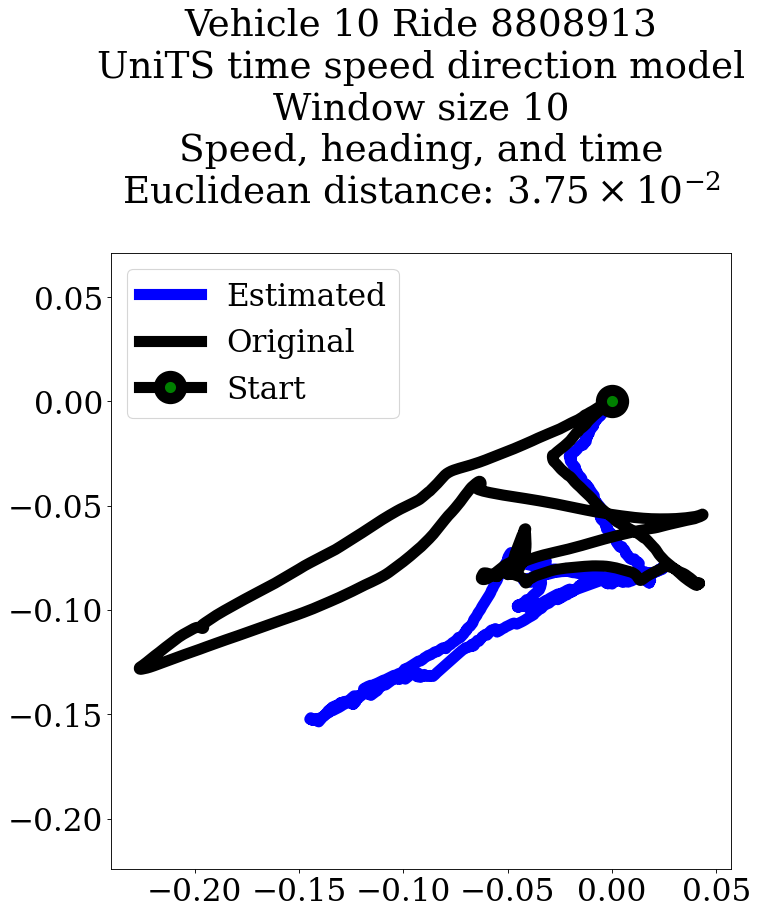 Vehicle 10 Ride 8808913
UniTS time speed direction model
Window size 10
Speed, heading, and time
Euclidean distance: 3.75 × 10⁻²
Estimated
Original
Start
0.05
0.00
−0.05
−0.10
−0.15
−0.20
−0.20 −0.15 −0.10 −0.05 0.00 0.05